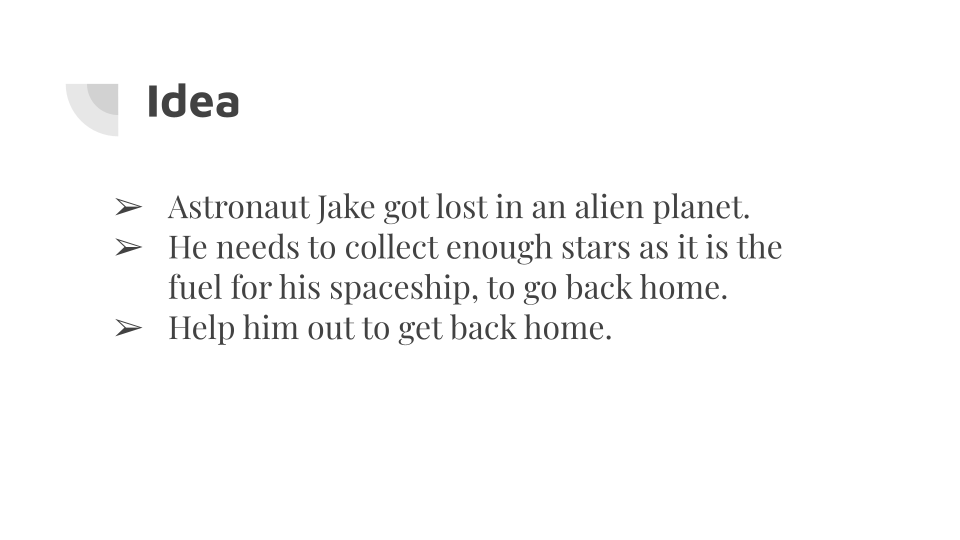 Idea
➢ Astronaut Jake got lost in an alien planet.
➢ He needs to collect enough stars as it is the
fuel for his spaceship, to go back home.
➢ Help him out to get back home.